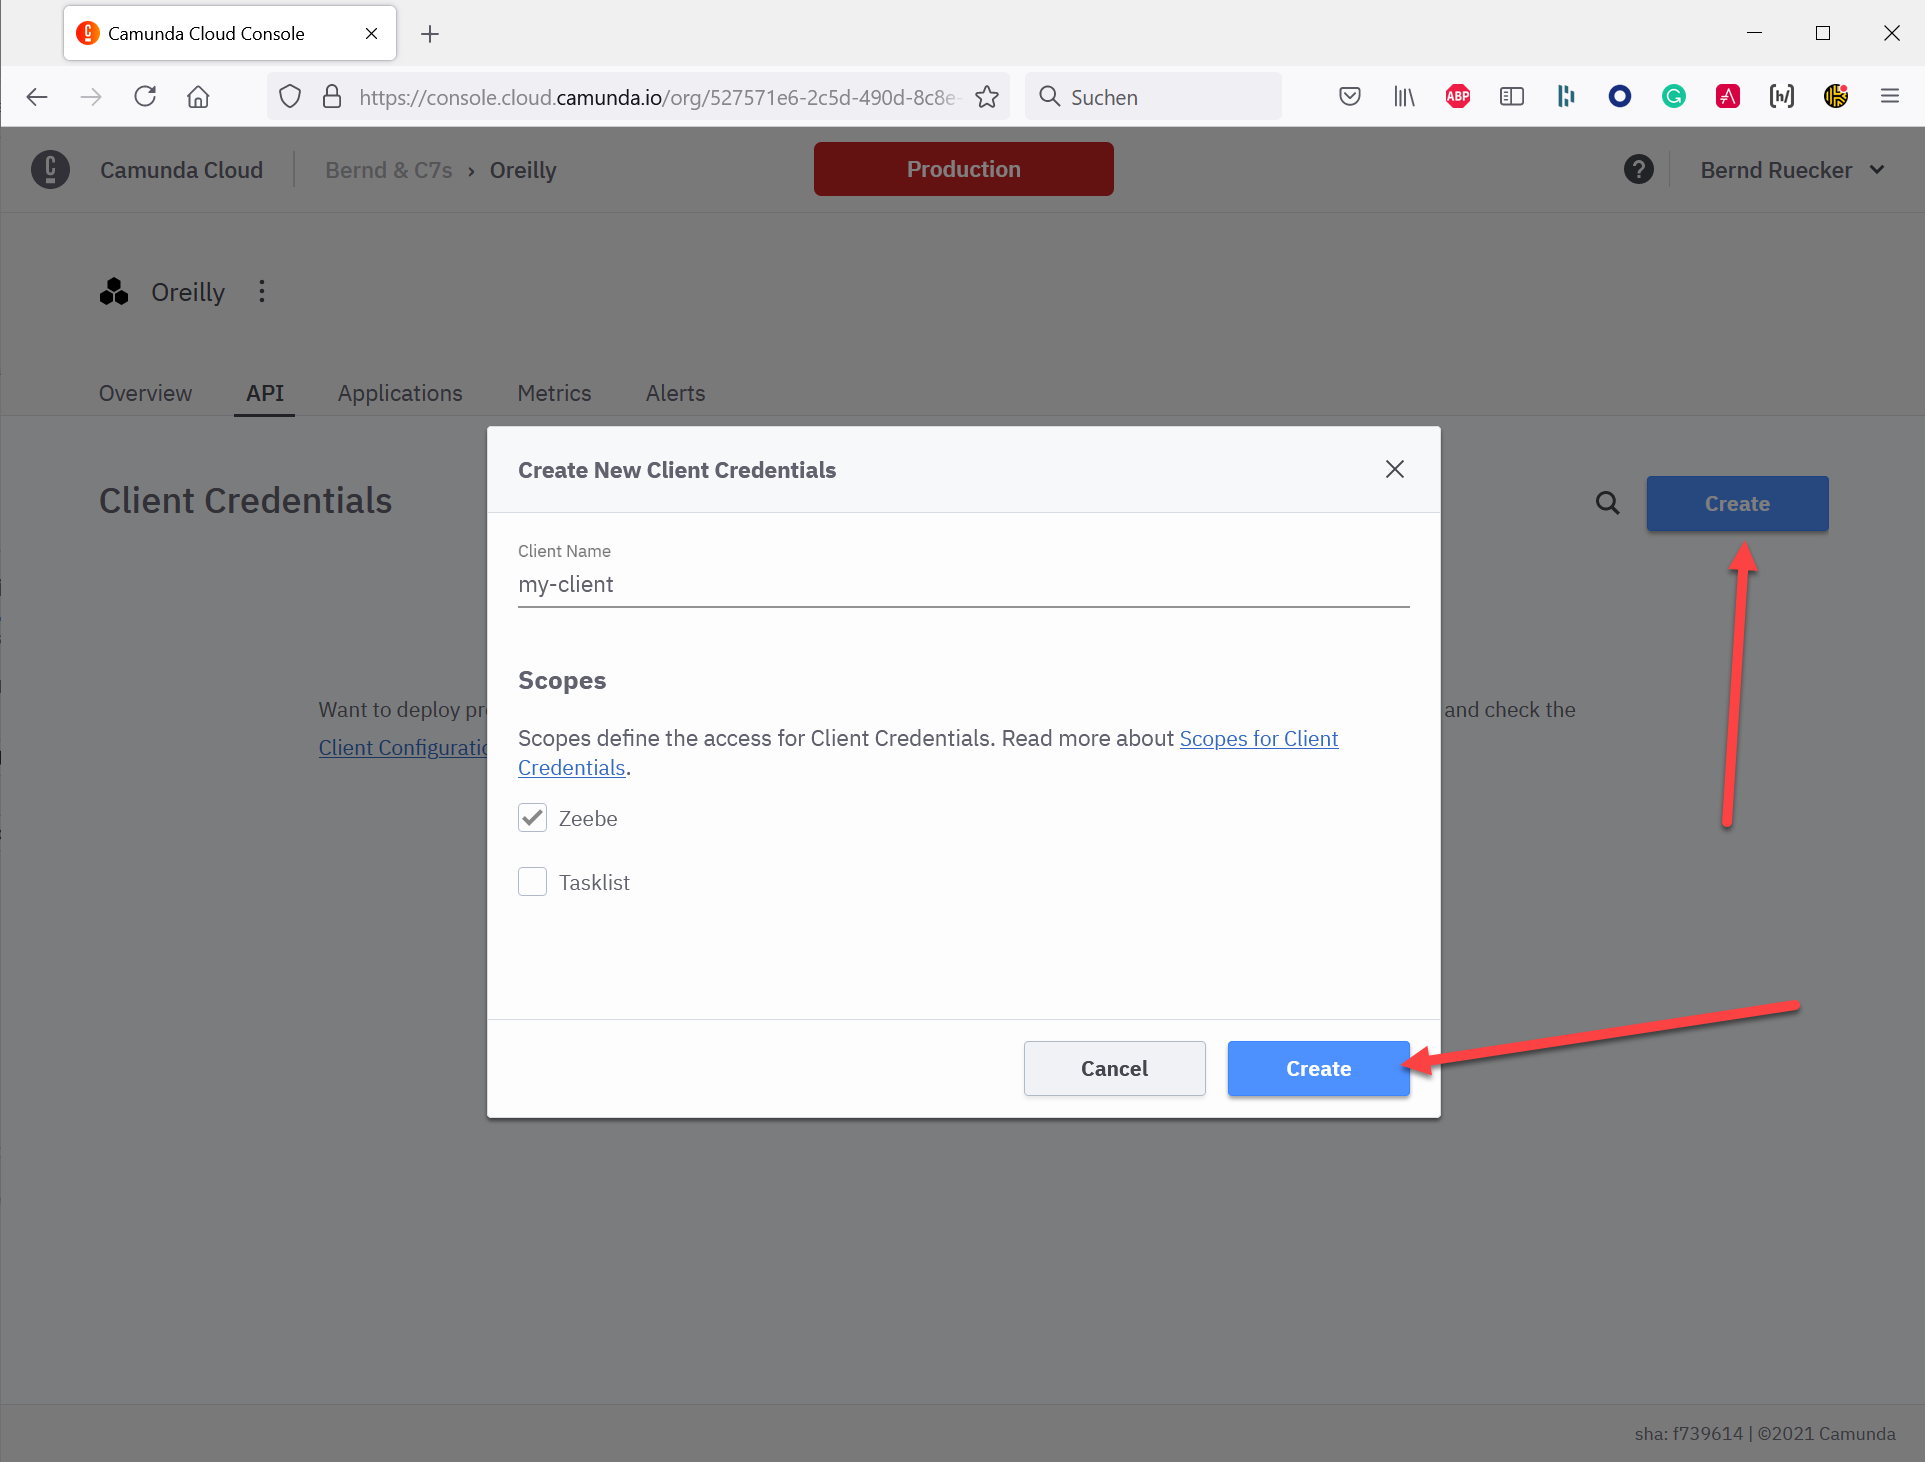 Camunda Cloud Console
https://console.cloud.camunda.io/org/527571e6-2c5d-490d-8c8e-
Suchen
ABP
Camunda Cloud
Bernd & C7s › Oreilly
Production
?
Bernd Ruecker
Oreilly
Overview
API
Applications
Metrics
Alerts
Client Credentials
Create
Create New Client Credentials
Client Name
my-client
Scopes
Scopes define the access for Client Credentials. Read more about Scopes for Client
Credentials.
Zeebe
Tasklist
Cancel
Create
Want to deploy pr
and check the
Client Configuratio
sha: f739614 | ©2021 Camunda